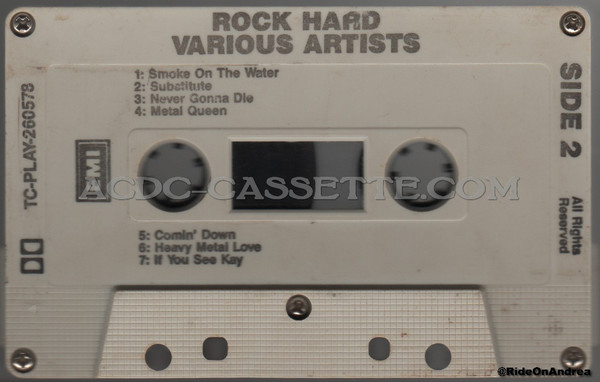 ROCK HARD
VARIOUS ARTISTS
1: Smoke On The Water
2: Substitute
3: Never Gonna Die
4: Metal Queen
SIDE 2
TC-PLAY-260578
EMI
ACDC-CASSETTE.COM
5: Comin' Down
6: Heavy Metal Love
7: If You See Kay
All Rights
Reserved
@RideOnAndrea